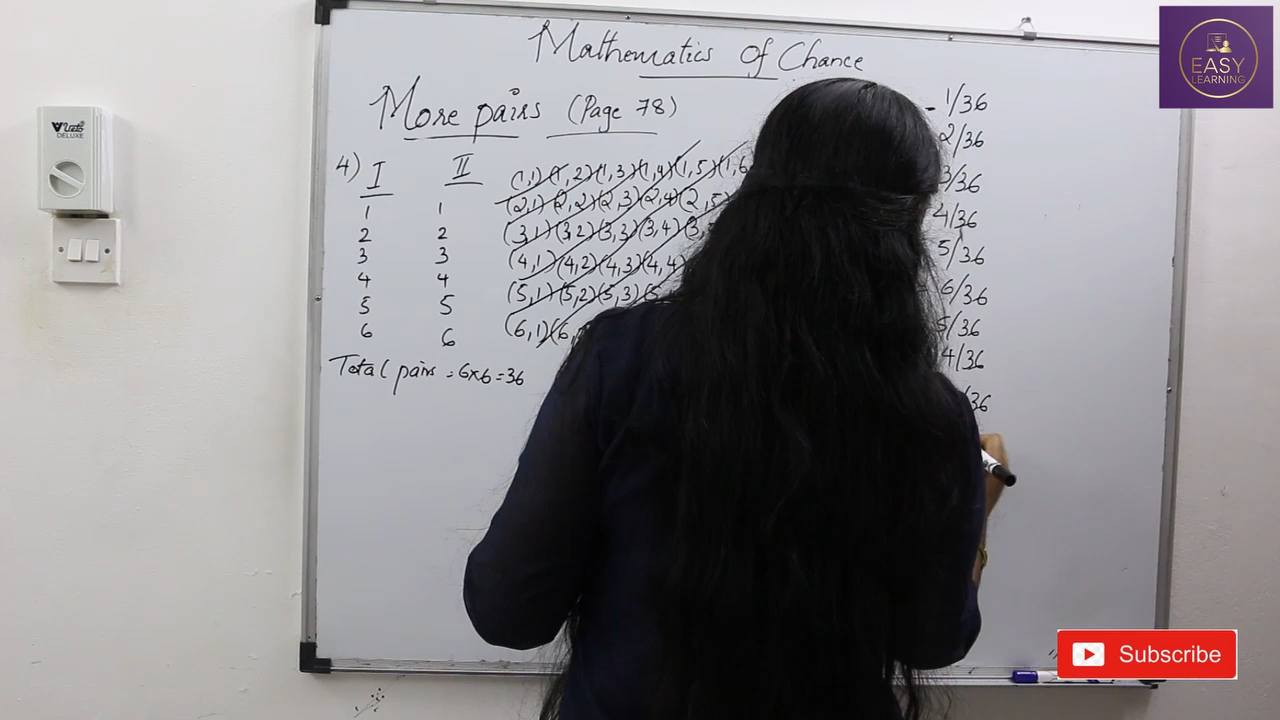 Mathematics Of Chance
More pairs (Page 78)
4) I II
1 1
2 2
3 3
4 4
5 5
6 6
Total pairs = 6×6 = 36
(1,1) (1,2) (1,3) (1,4) (1,5) (1,6
(2,1) (2,2) (2,3) (2,4) (2,5)
(3,1) (3,2) (3,3) (3,4) (3,
(4,1) (4,2) (4,3) (4,4)
(5,1) (5,2) (5,3) (5,
(6,1) (6,
- 1/36
2/36
3/36
4/36
5/36
6/36
5/36
4/36
/36
EASY
LEARNING
DELUXE
Subscribe